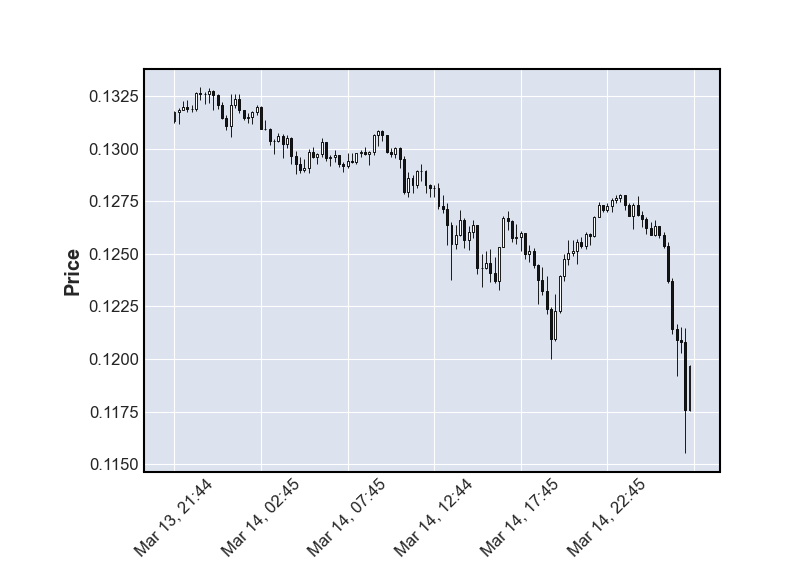 0.1325
0.1300
0.1275
0.1250
0.1225
0.1200
0.1175
0.1150
Price
Mar 13, 21:44
Mar 14, 02:45
Mar 14, 07:45
Mar 14, 12:44
Mar 14, 17:45
Mar 14, 22:45